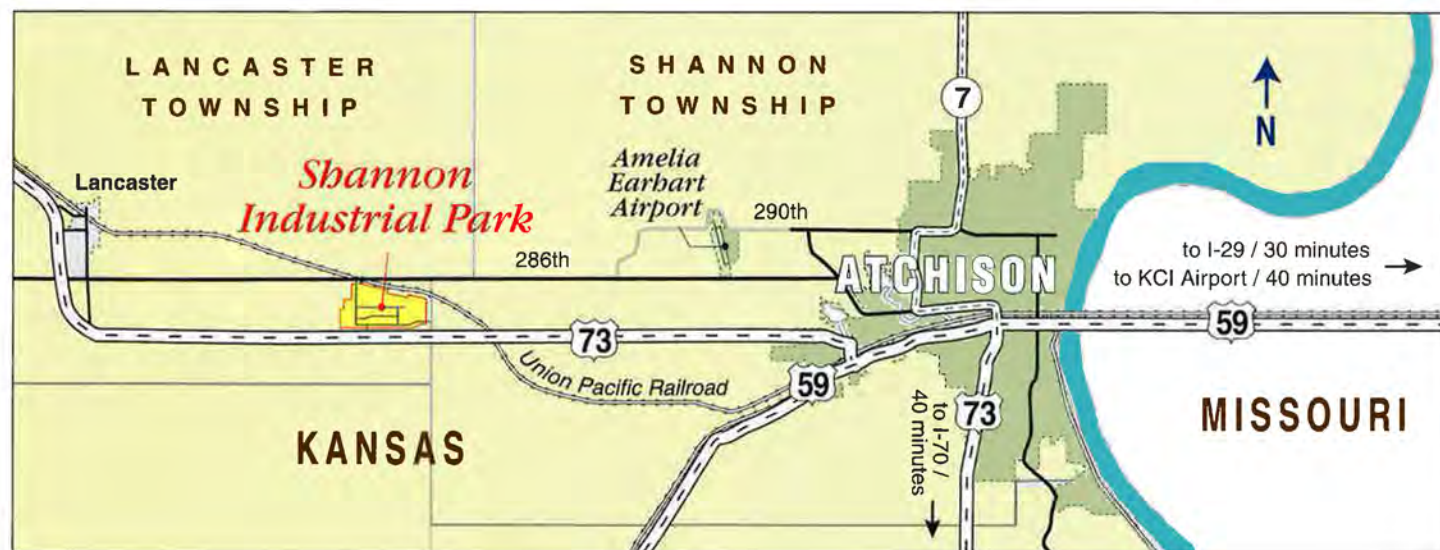 LANCASTER
TOWNSHIP
SHANNON
TOWNSHIP
7
N
Lancaster
Shannon
Industrial Park
Amelia
Earhart
Airport
290th
286th
ATCHISON
to I-29 / 30 minutes
to KCI Airport / 40 minutes
73
59
Union Pacific Railroad
59
73
to I-70 /
40 minutes
KANSAS
MISSOURI